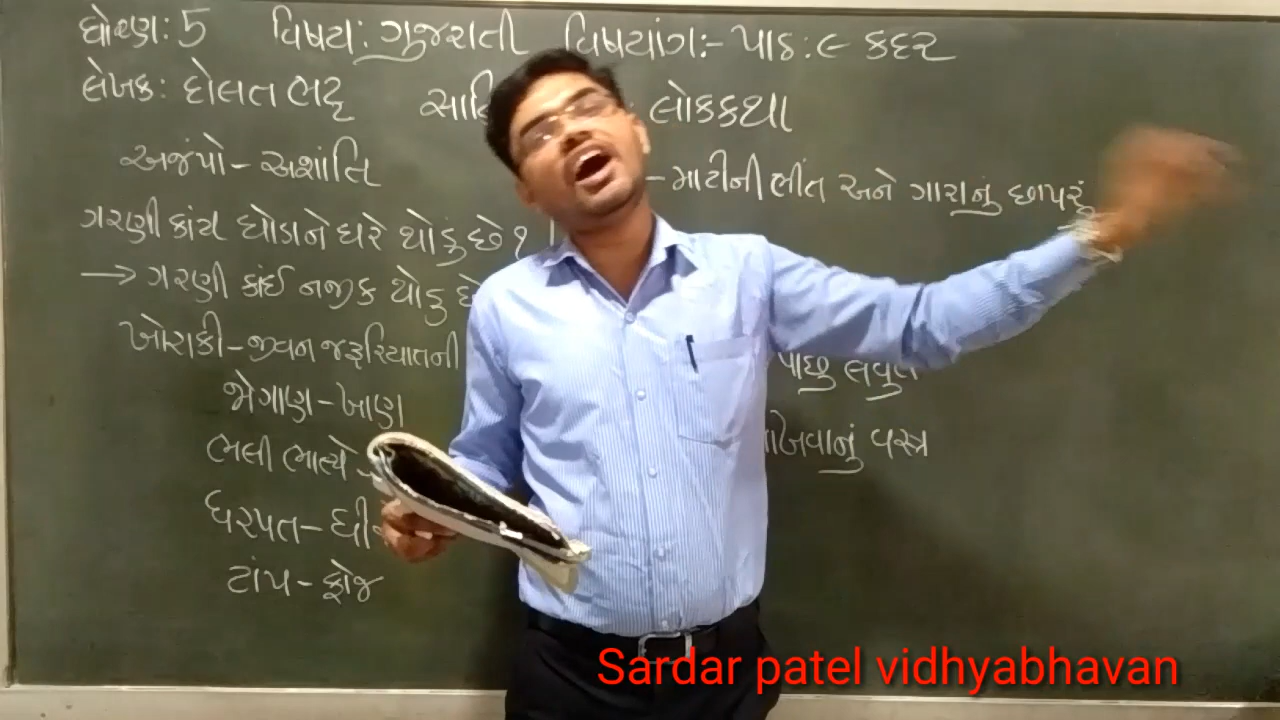 ધોરણ: 5 વિષય: ગુજરાતી વિષયાંગ:- પાઠ: ૯ કદર
લેખક: દોલત ભટ્ટ લોકકથા
અજંપો - અશાંતિ
- માટીની ભીંત અને ગારાનું છાપરું
ગરણી કાંય ઘોડાને ઘરે થોકુ છે ?
→ ગરણી કાંઈ નજીક થોકુ
ખોરાકી - જીવન જરૂરિયાતની
પાછુ લવુત
જોગાણ - ખાણ
ભલી ભાત્યે -
વસ્ત્ર
ધરપત -
ટાંપ - ફોજ
Sardar patel vidhyabhavan